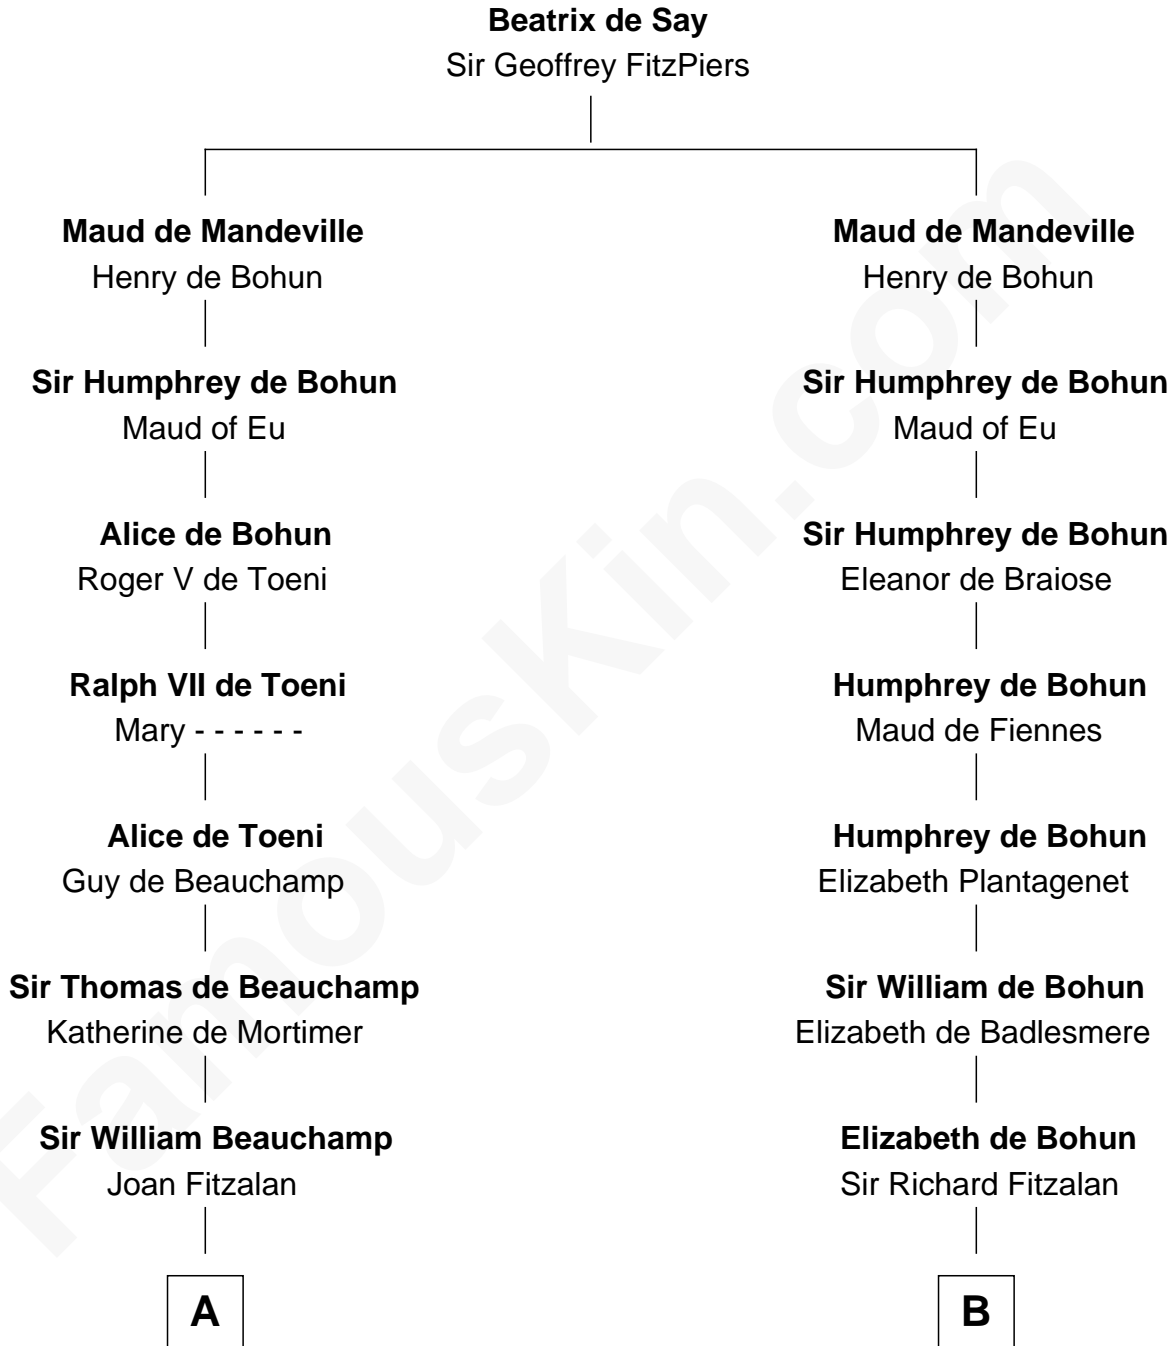 Beatrix de Say
Sir Geoffrey FitzPiers
Maud de Mandeville
Henry de Bohun
Sir Humphrey de Bohun
Maud of Eu
Alice de Bohun
Roger V de Toeni
Ralph VII de Toeni
Mary - - - - - -
Alice de Toeni
Guy de Beauchamp
Sir Thomas de Beauchamp
Katherine de Mortimer
Sir William Beauchamp
Joan Fitzalan
A
Maud de Mandeville
Henry de Bohun
Sir Humphrey de Bohun
Maud of Eu
Sir Humphrey de Bohun
Eleanor de Braiose
Humphrey de Bohun
Maud de Fiennes
Humphrey de Bohun
Elizabeth Plantagenet
Sir William de Bohun
Elizabeth de Badlesmere
Elizabeth de Bohun
Sir Richard Fitzalan
B
FamousKin.com